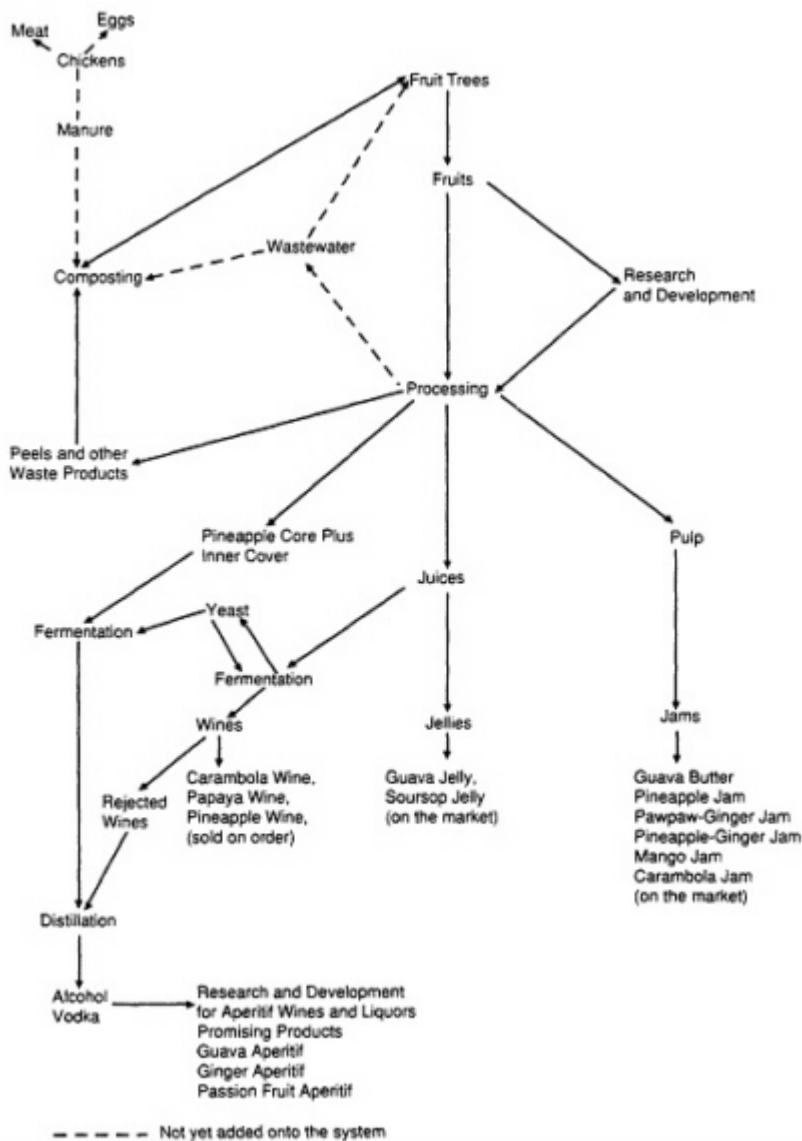 Meat
Eggs
Chickens
Manure
Fruit Trees
Fruits
Wastewater
Composting
Research
and Development
Processing
Peels and other
Waste Products
Pineapple Core Plus
Inner Cover
Pulp
Juices
Yeast
Fermentation
Fermentation
Wines
Jellies
Jams
Rejected
Wines
Carambola Wine,
Papaya Wine,
Pineapple Wine,
(sold on order)
Guava Jelly,
Soursop Jelly
(on the market)
Guava Butter
Pineapple Jam
Pawpaw-Ginger Jam
Pineapple-Ginger Jam
Mango Jam
Carambola Jam
(on the market)
Distillation
Alcohol
Vodka
Research and Development
for Aperitif Wines and Liquors
Promising Products
Guava Aperitif
Ginger Aperitif
Passion Fruit Aperitif
Not yet added onto the system